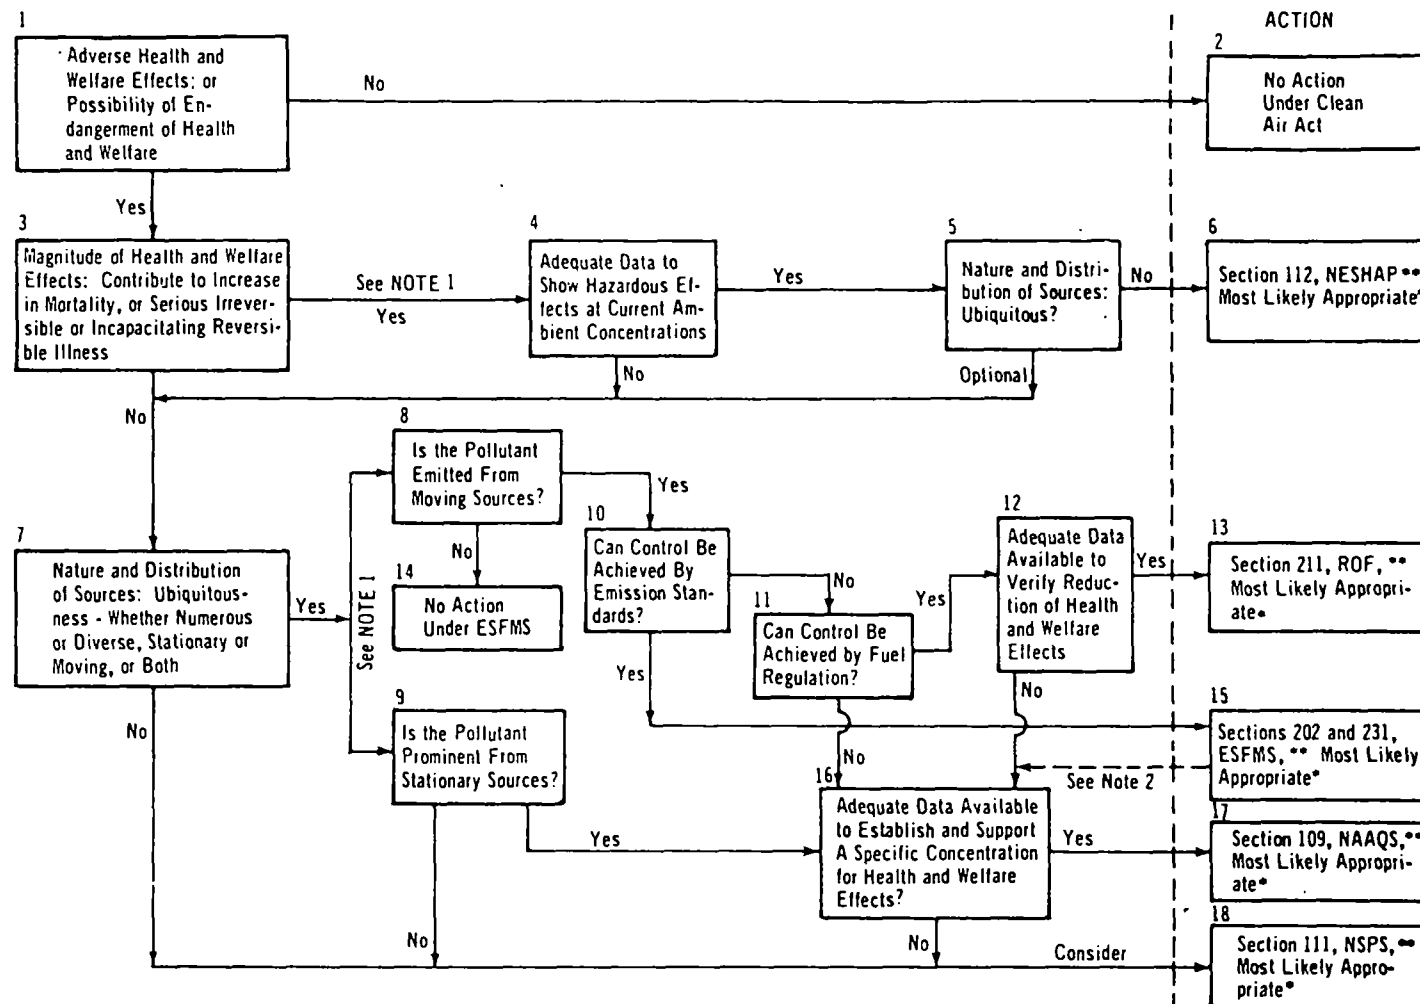 ACTION
1
Adverse Health and
Welfare Effects; or
Possibility of En-
dangerment of Health
and Welfare
No
2
No Action
Under Clean
Air Act
Yes
3
Magnitude of Health and Welfare
Effects: Contribute to Increase
in Mortality, or Serious Irrever-
sible or Incapacitating Reversi-
ble Illness
See NOTE 1
Yes
4
Adequate Data to
Show Hazardous Ef-
fects at Current Am-
bient Concentrations
Yes
5
Nature and Distri-
bution of Sources:
Ubiquitous?
No
6
Section 112, NESHAP **
Most Likely Appropriate*
No
No
Optional
7
Nature and Distribution
of Sources: Ubiquitous-
ness - Whether Numerous
or Diverse, Stationary or
Moving, or Both
Yes
See NOTE 1
8
Is the Pollutant
Emitted From
Moving Sources?
Yes
No
14
No Action
Under ESFMS
10
Can Control Be
Achieved By
Emission Stan-
dards?
No
Yes
11
Can Control Be
Achieved by Fuel
Regulation?
Yes
No
12
Adequate Data
Available to
Verify Reduc-
tion of Health
and Welfare
Effects
Yes
No
13
Section 211, ROF, **
Most Likely Appropri-
ate*
9
Is the Pollutant
Prominent From
Stationary Sources?
Yes
No
No
15
Sections 202 and 231,
ESFMS, ** Most Likely
Appropriate*
See Note 2
16
Adequate Data Available
to Establish and Support
A Specific Concentration
for Health and Welfare
Effects?
Yes
No
17
Section 109, NAAQS, **
Most Likely Appropri-
ate*
Consider
18
Section 111, NSPS, **
Most Likely Appro-
priate*